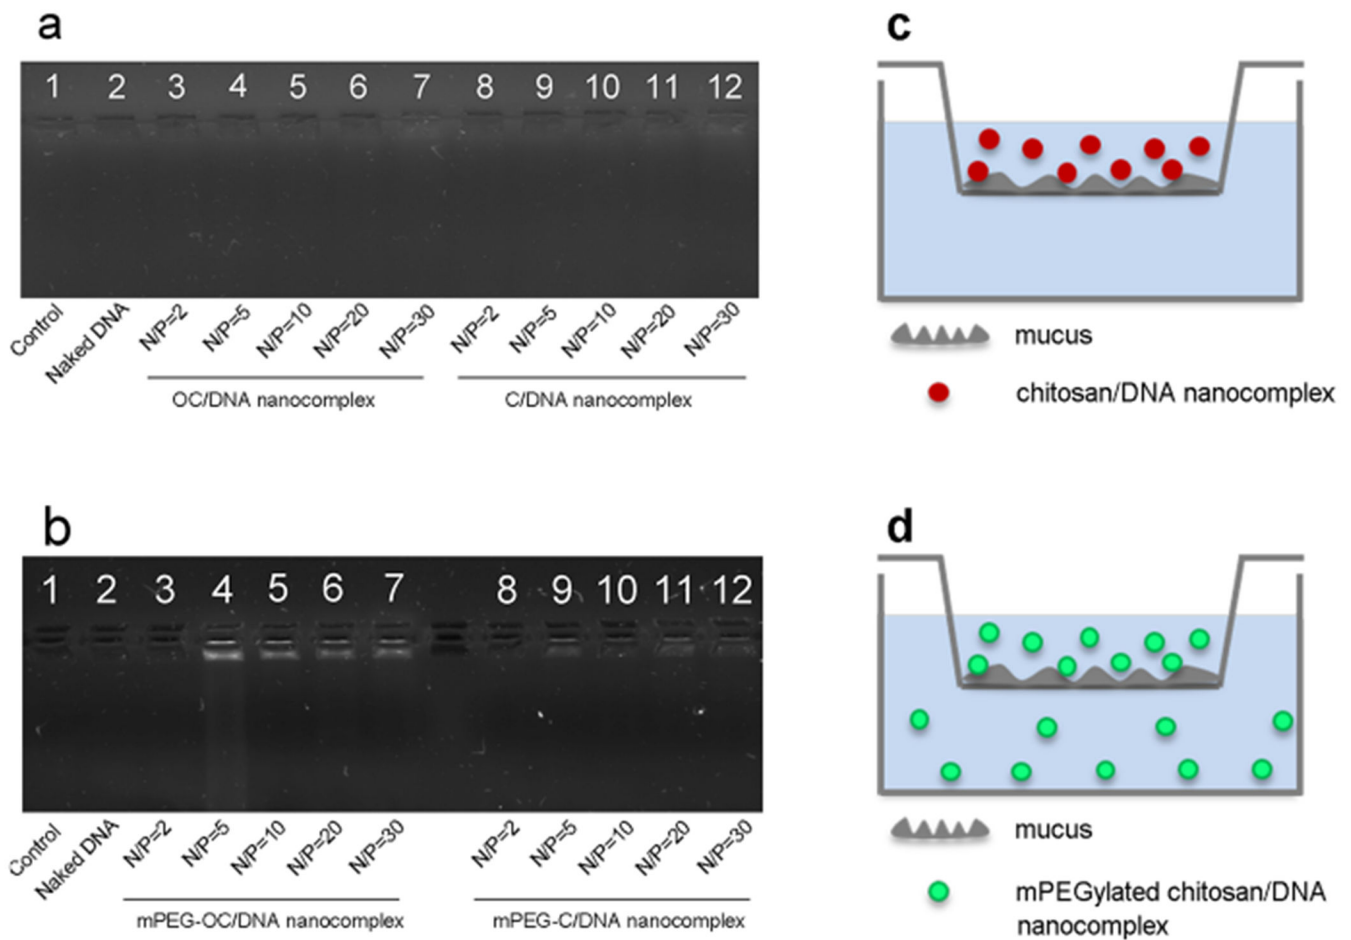 a
1 2 3 4 5 6 7 8 9 10 11 12
Control Naked DNA N/P=2 N/P=5 N/P=10 N/P=20 N/P=30 N/P=2 N/P=5 N/P=10 N/P=20 N/P=30
OC/DNA nanocomplex C/DNA nanocomplex
c
mucus
chitosan/DNA nanocomplex
b
1 2 3 4 5 6 7 8 9 10 11 12
Control Naked DNA N/P=2 N/P=5 N/P=10 N/P=20 N/P=30 N/P=2 N/P=5 N/P=10 N/P=20 N/P=30
mPEG-OC/DNA nanocomplex mPEG-C/DNA nanocomplex
d
mucus
mPEGylated chitosan/DNA
nanocomplex